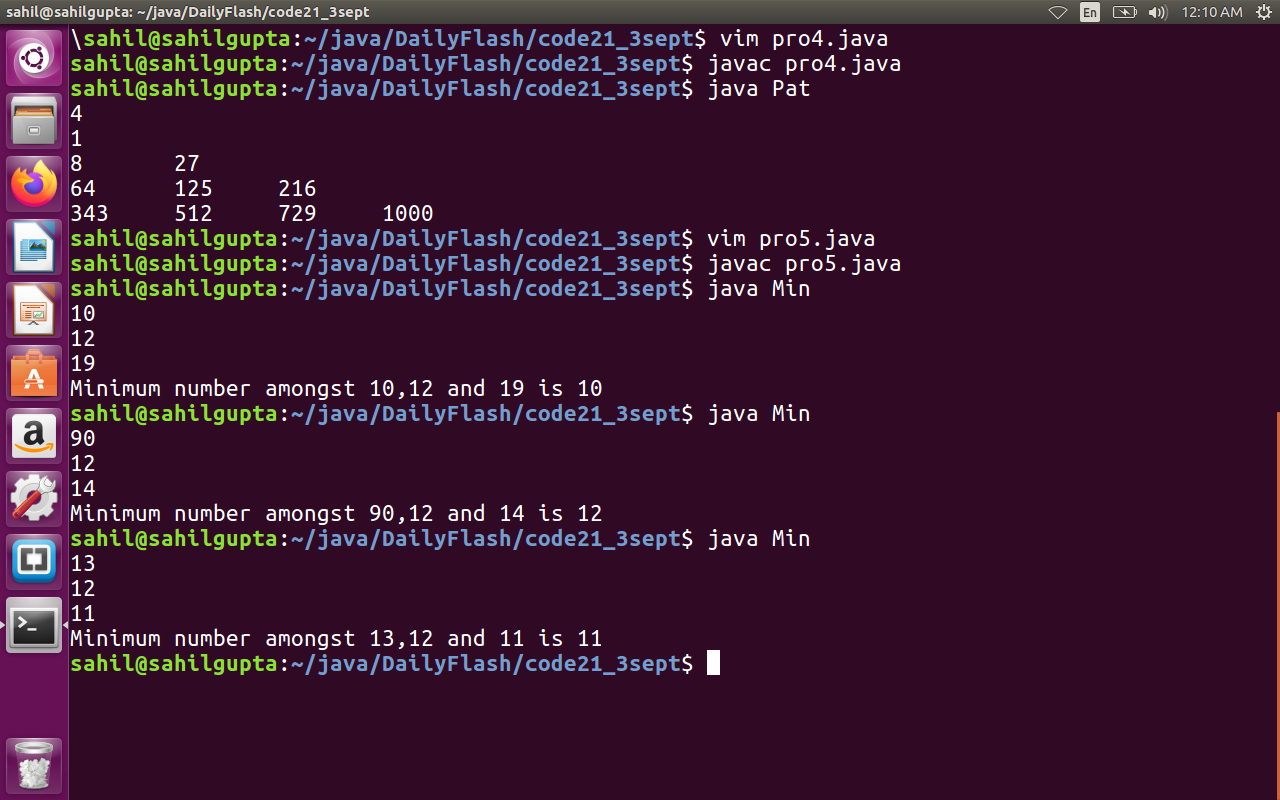 sahil@sahilgupta: ~/java/DailyFlash/code21_3sept En 12:10 AM
\sahil@sahilgupta:~/java/DailyFlash/code21_3sept$ vim pro4.java
sahil@sahilgupta:~/java/DailyFlash/code21_3sept$ javac pro4.java
sahil@sahilgupta:~/java/DailyFlash/code21_3sept$ java Pat
4
1
8 27
64 125 216
343 512 729 1000
sahil@sahilgupta:~/java/DailyFlash/code21_3sept$ vim pro5.java
sahil@sahilgupta:~/java/DailyFlash/code21_3sept$ javac pro5.java
sahil@sahilgupta:~/java/DailyFlash/code21_3sept$ java Min
10
12
19
Minimum number amongst 10,12 and 19 is 10
sahil@sahilgupta:~/java/DailyFlash/code21_3sept$ java Min
90
12
14
Minimum number amongst 90,12 and 14 is 12
sahil@sahilgupta:~/java/DailyFlash/code21_3sept$ java Min
13
12
11
Minimum number amongst 13,12 and 11 is 11
sahil@sahilgupta:~/java/DailyFlash/code21_3sept$